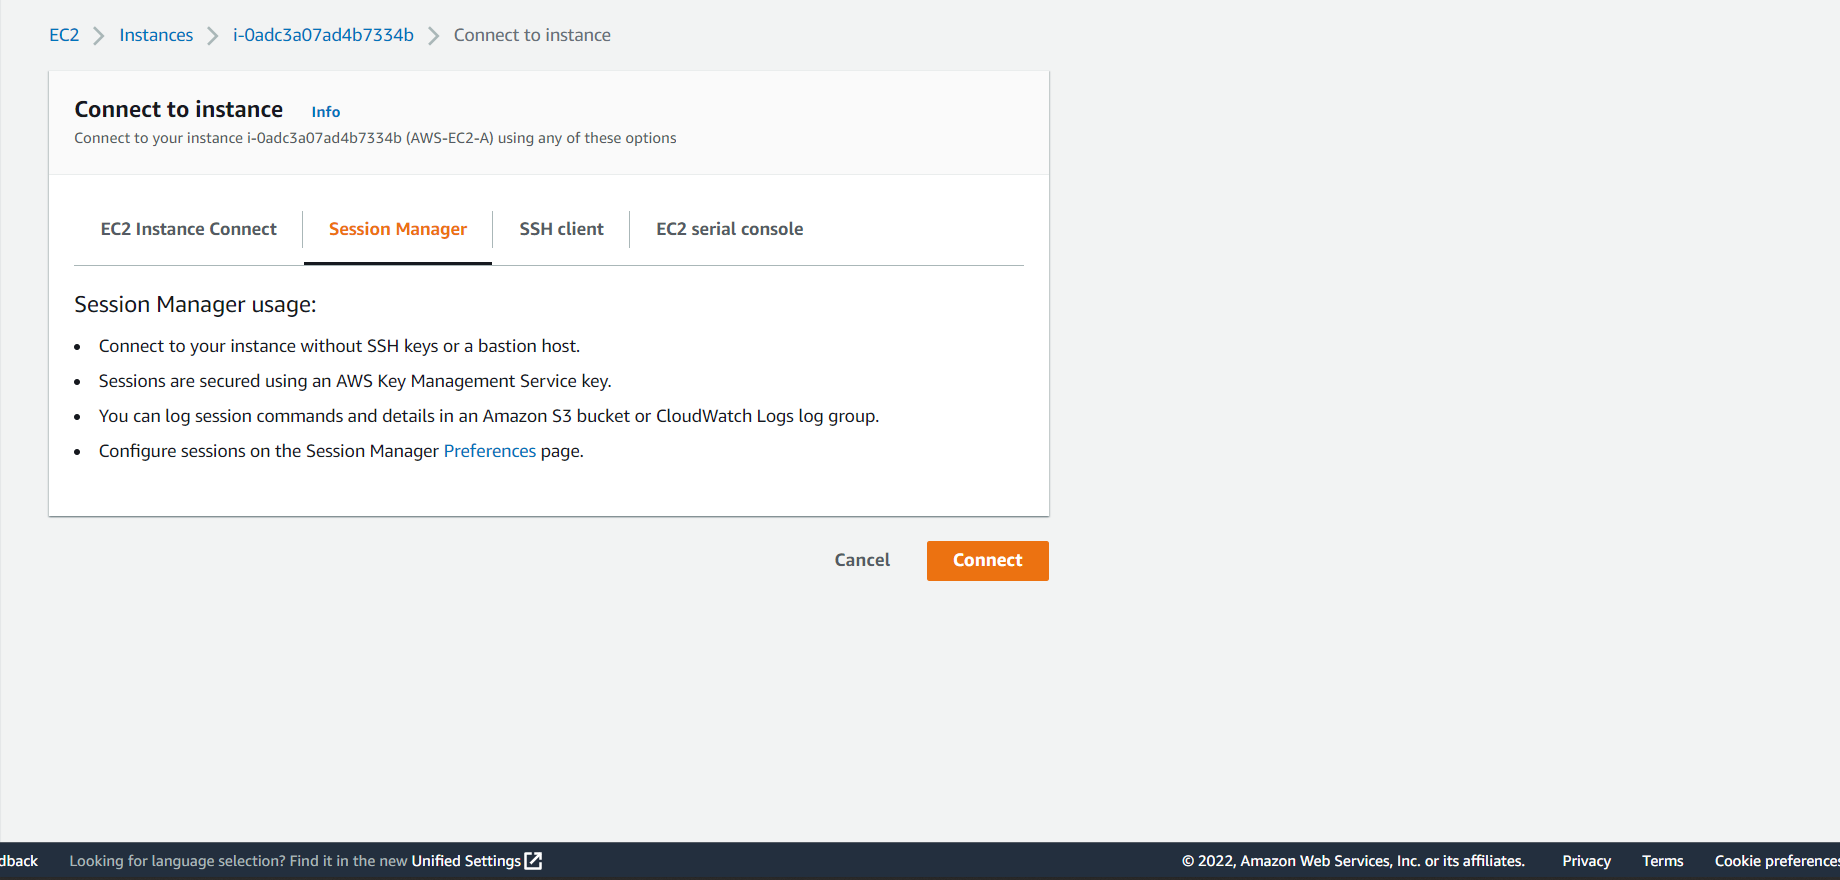 EC2 Instances i-0adc3a07ad4b7334b Connect to instance
Connect to instance Info
Connect to your instance i-0adc3a07ad4b7334b (AWS-EC2-A) using any of these options
EC2 Instance Connect Session Manager SSH client EC2 serial console
Session Manager usage:
Connect to your instance without SSH keys or a bastion host.
Sessions are secured using an AWS Key Management Service key.
You can log session commands and details in an Amazon S3 bucket or CloudWatch Logs log group.
Configure sessions on the Session Manager Preferences page.
Cancel Connect
dback Looking for language selection? Find it in the new Unified Settings © 2022, Amazon Web Services, Inc. or its affiliates. Privacy Terms Cookie preferences